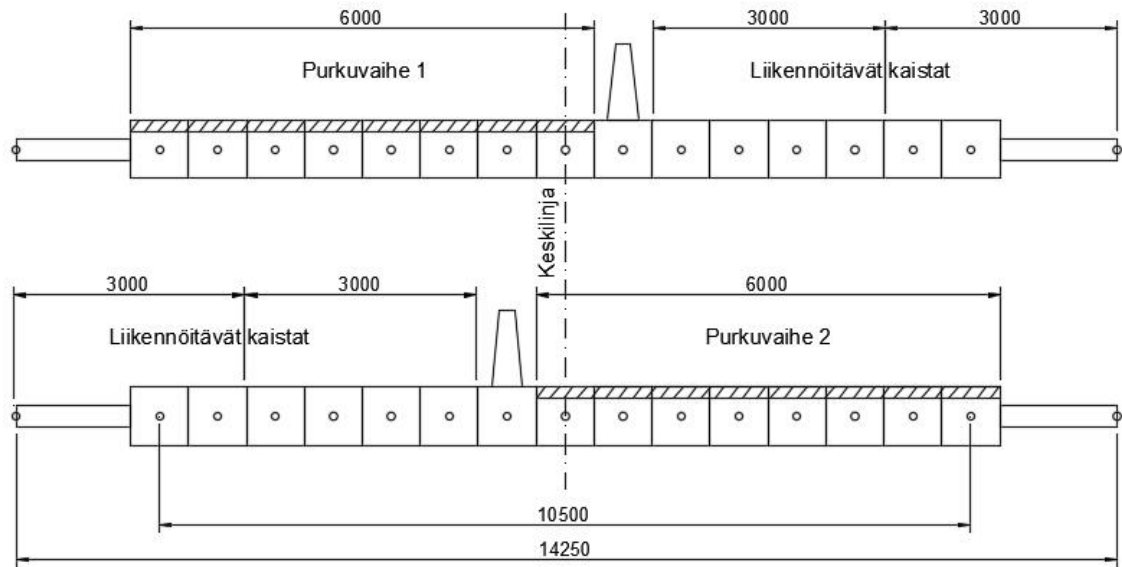 6000
3000
3000
Purkuvaihe 1
Liikennöitävät kaistat
Keskilinja
3000
3000
6000
Liikennöitävät kaistat
Purkuvaihe 2
10500
14250